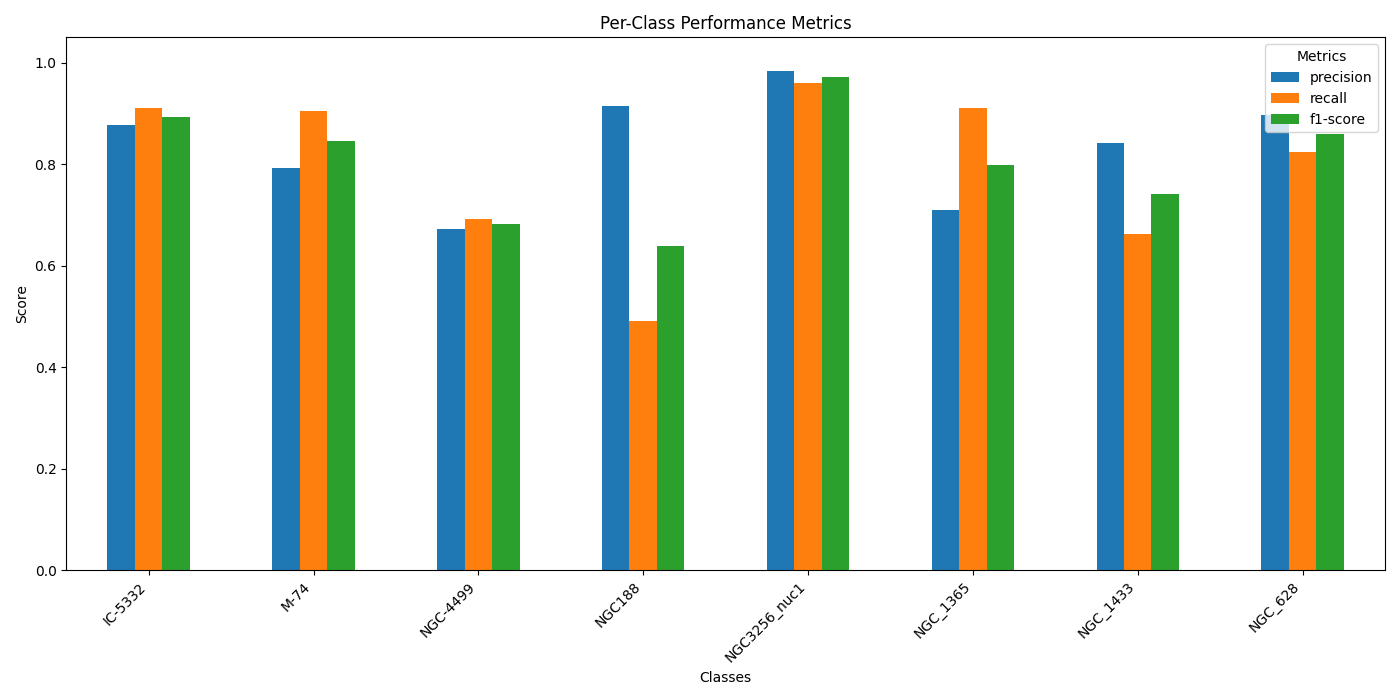 Per-Class Performance Metrics
Metrics
precision
recall
f1-score
Score
1.0
0.8
0.6
0.4
0.2
0.0
IC-5332
M-74
NGC-4499
NGC188
NGC3256_nuc1
NGC_1365
NGC_1433
NGC_628
Classes